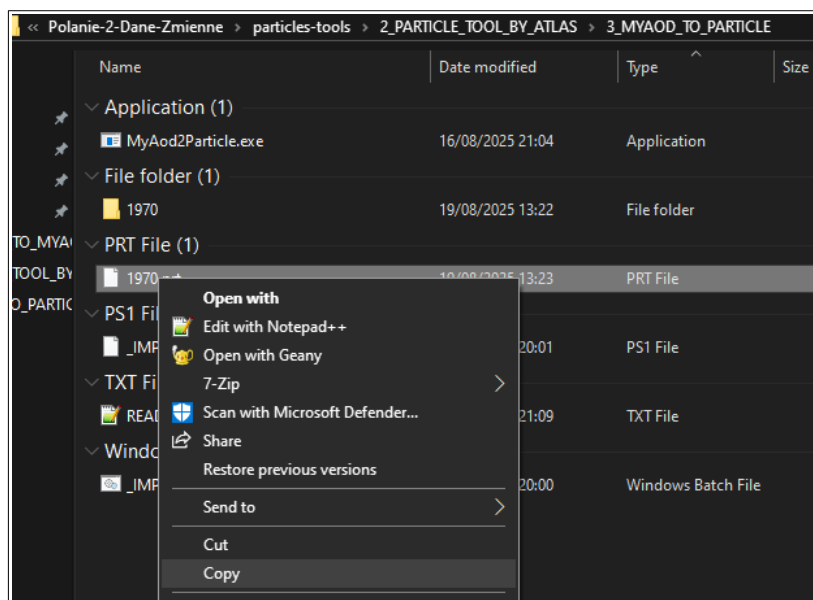 « Polanie-2-Dane-Zmienne › particles-tools › 2_PARTICLE_TOOL_BY_ATLAS › 3_MYAOD_TO_PARTICLE
Name Date modified Type Size
Application (1)
MyAod2Particle.exe 16/08/2025 21:04 Application
File folder (1)
1970 19/08/2025 13:22 File folder
TO_MYA PRT File (1)
TOOL_BY 1970.prt 19/08/2025 13:23 PRT File
Open with
O_PARTIC PS1 Fil
Edit with Notepad++
_IMP 20:01 PS1 File
Open with Geany
TXT Fi 7-Zip
READ Scan with Microsoft Defender... 21:09 TXT File
Share
Windo
Restore previous versions
_IMP 20:00 Windows Batch File
Send to
Cut
Copy